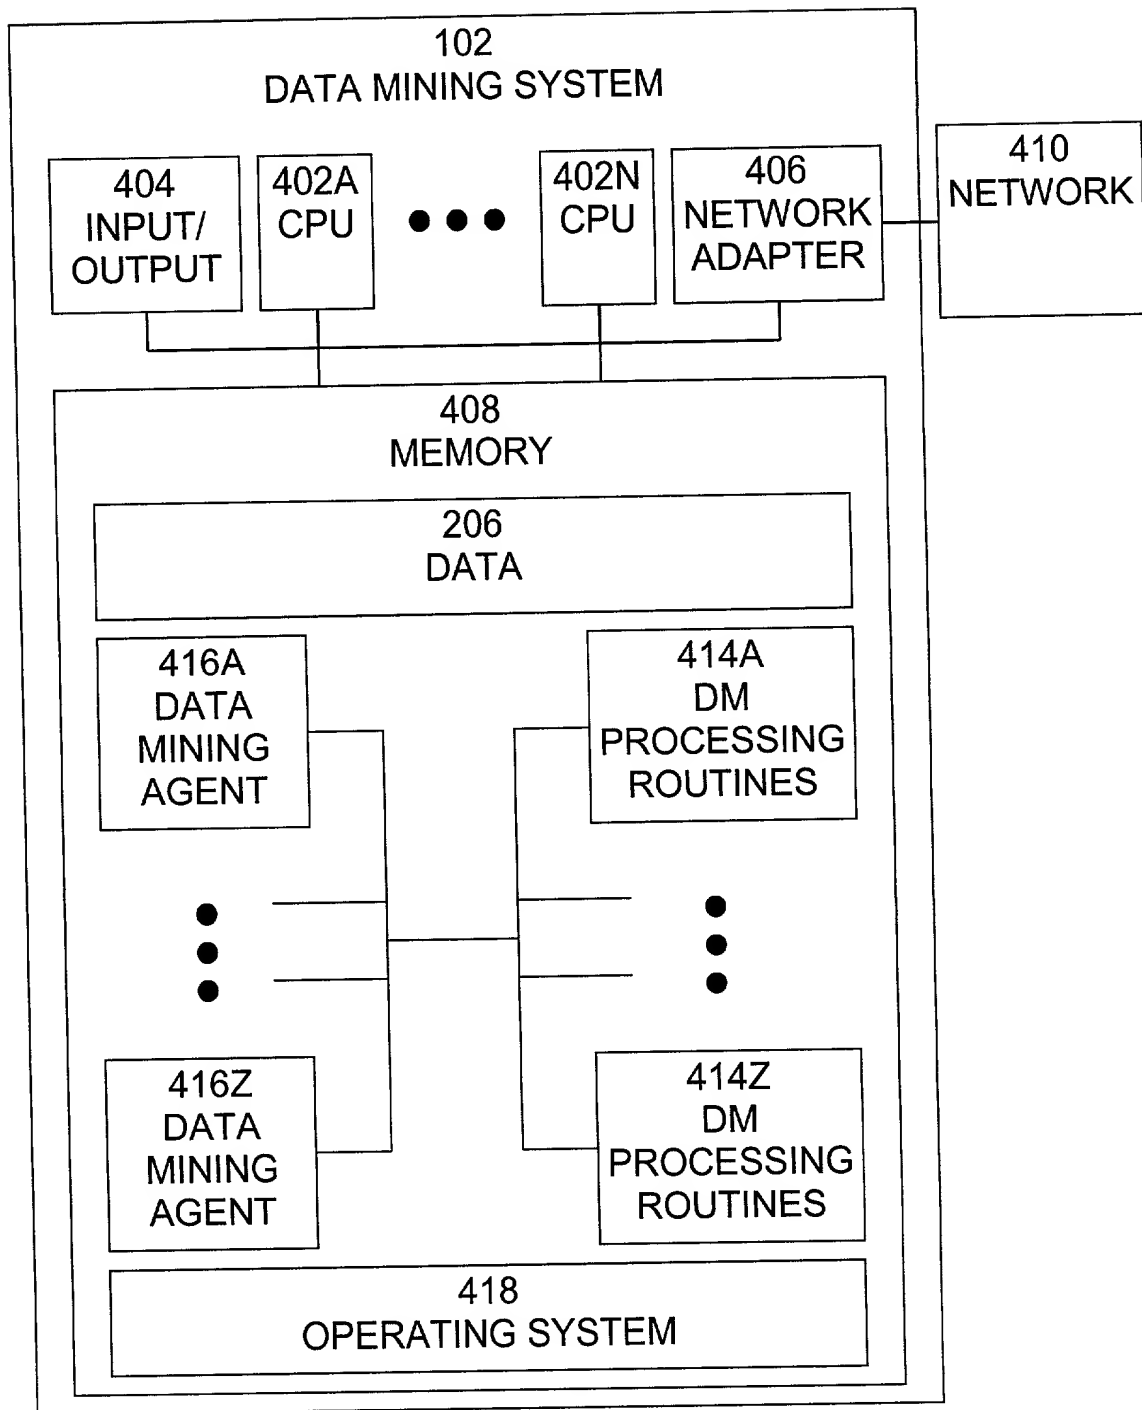 102
DATA MINING SYSTEM
404
INPUT/
OUTPUT
402A
CPU
402N
CPU
406
NETWORK
ADAPTER
410
NETWORK
408
MEMORY
206
DATA
416A
DATA
MINING
AGENT
414A
DM
PROCESSING
ROUTINES
416Z
DATA
MINING
AGENT
414Z
DM
PROCESSING
ROUTINES
418
OPERATING SYSTEM